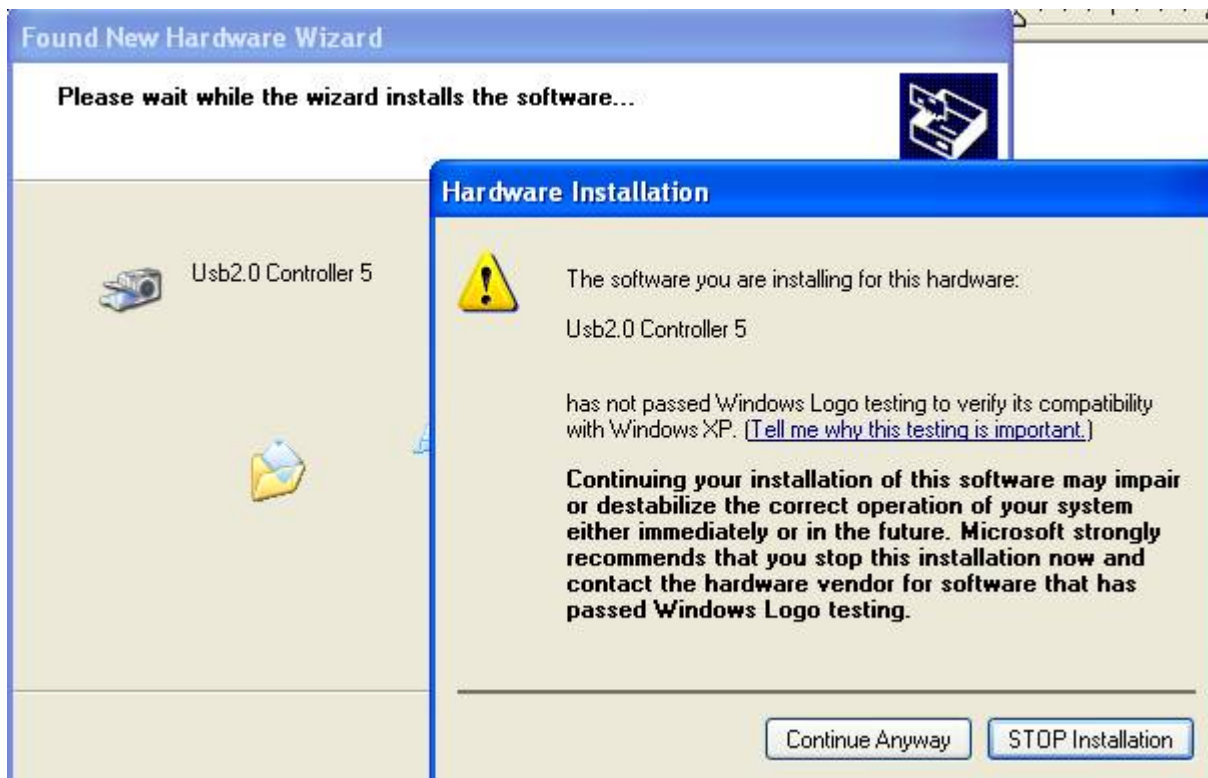 Found New Hardware Wizard
Please wait while the wizard installs the software...
Usb2.0 Controller 5
Hardware Installation
The software you are installing for this hardware:
Usb2.0 Controller 5
has not passed Windows Logo testing to verify its compatibility
with Windows XP. (Tell me why this testing is important.)
Continuing your installation of this software may impair
or destabilize the correct operation of your system
either immediately or in the future. Microsoft strongly
recommends that you stop this installation now and
contact the hardware vendor for software that has
passed Windows Logo testing.
Continue Anyway
STOP Installation